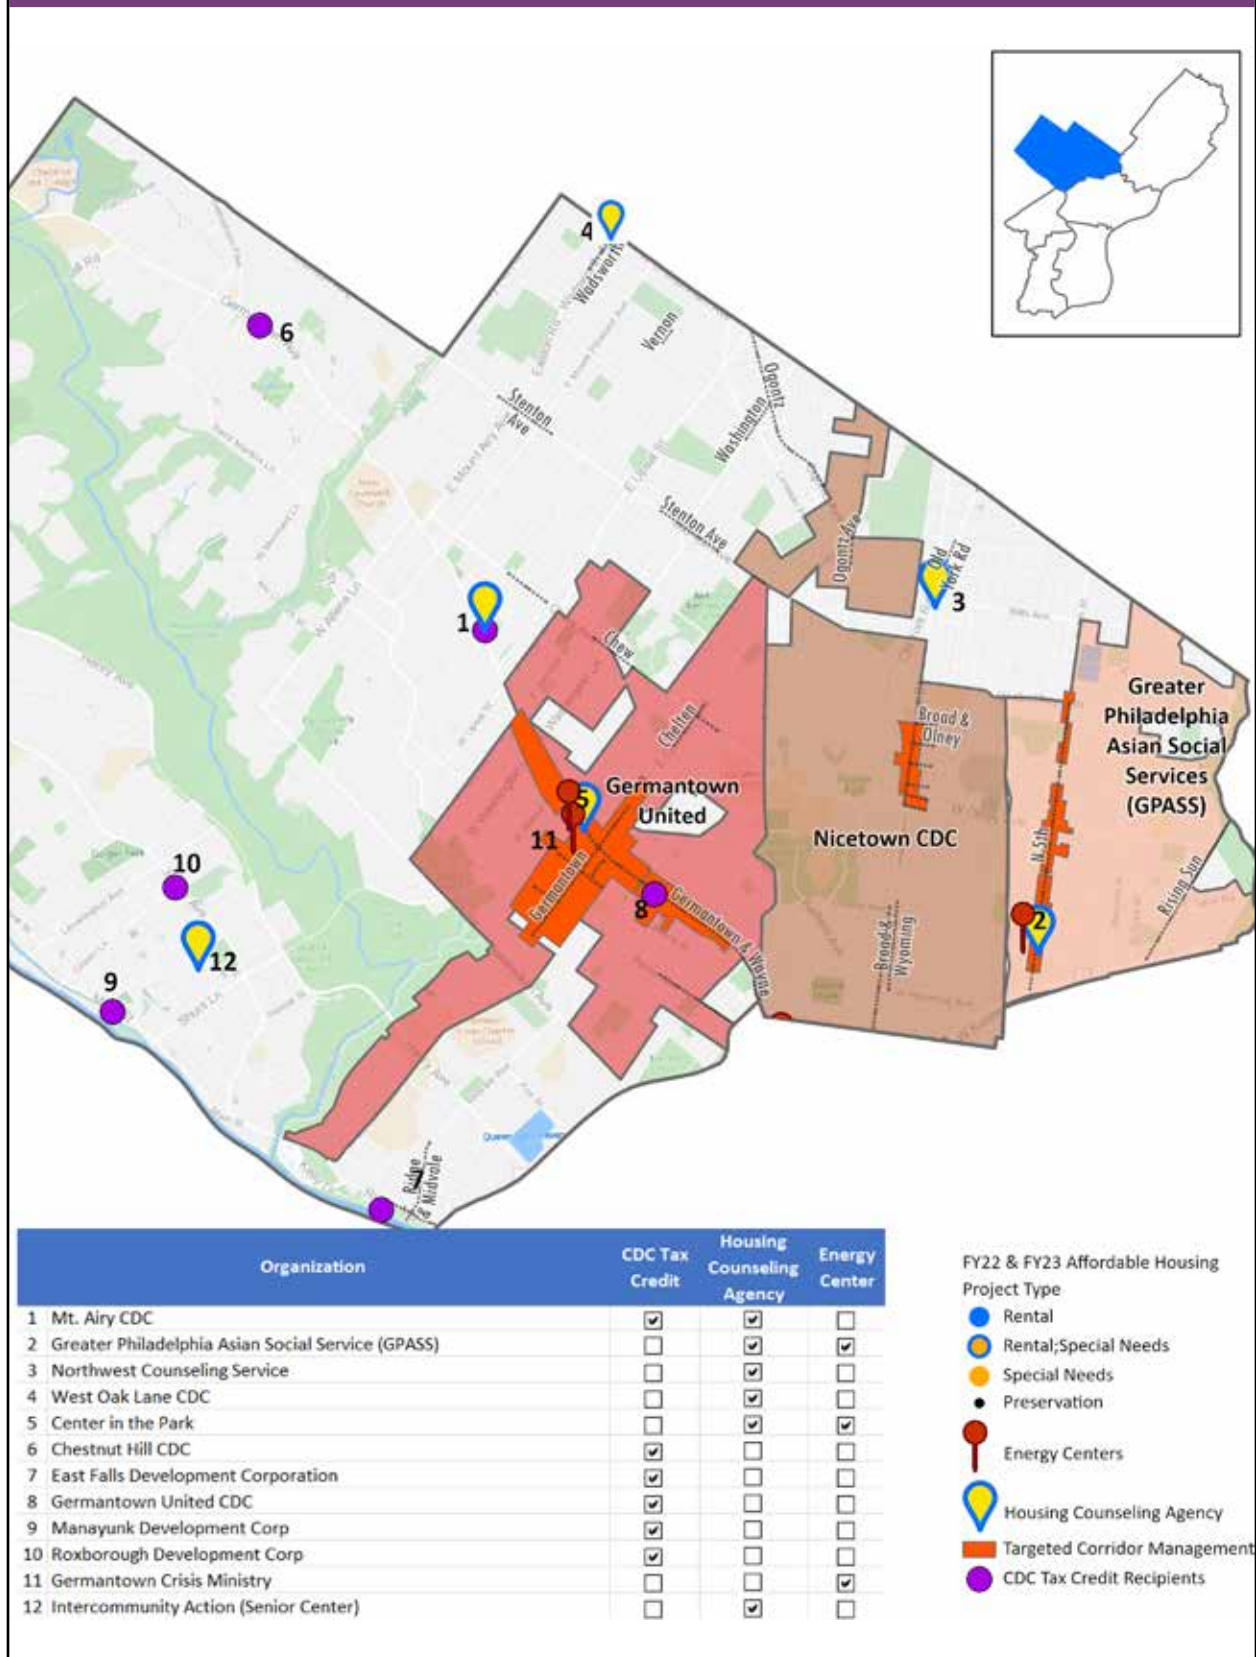 4
Wadsworth
6
Vernon
Ogontz
Stenton
Ave
Washington
E Mount Airy A
Stenton Ave
Ogontz Ave
Old
York Rd
3
1
Chew
Greater
Philadelphia
Asian Social
Services
(GPASS)
Chelten
Broad &
Olney
Germantown
United
5
11
Nicetown CDC
N 5th
10
Germantown
8
Germantown & Wayne
Rising Sun
2
Broad &
Wyoming
12
9
7
Ridge
Midvale
Organization
CDC Tax
Credit
Housing
Counseling
Agency
Energy
Center
1 Mt. Airy CDC
2 Greater Philadelphia Asian Social Service (GPASS)
3 Northwest Counseling Service
4 West Oak Lane CDC
5 Center in the Park
6 Chestnut Hill CDC
7 East Falls Development Corporation
8 Germantown United CDC
9 Manayunk Development Corp
10 Roxborough Development Corp
11 Germantown Crisis Ministry
12 Intercommunity Action (Senior Center)
FY22 & FY23 Affordable Housing
Project Type
Rental
Rental;Special Needs
Special Needs
Preservation
Energy Centers
Housing Counseling Agency
Targeted Corridor Management
CDC Tax Credit Recipients